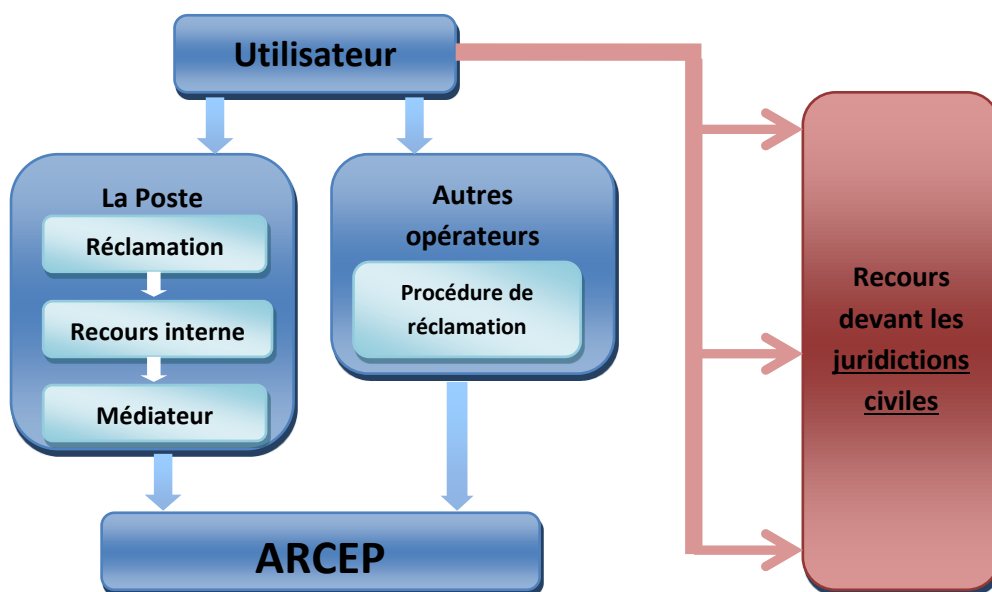 Utilisateur
La Poste
Réclamation
Recours interne
Médiateur
Autres
opérateurs
Procédure de
réclamation
ARCEP
Recours
devant les
juridictions
civiles